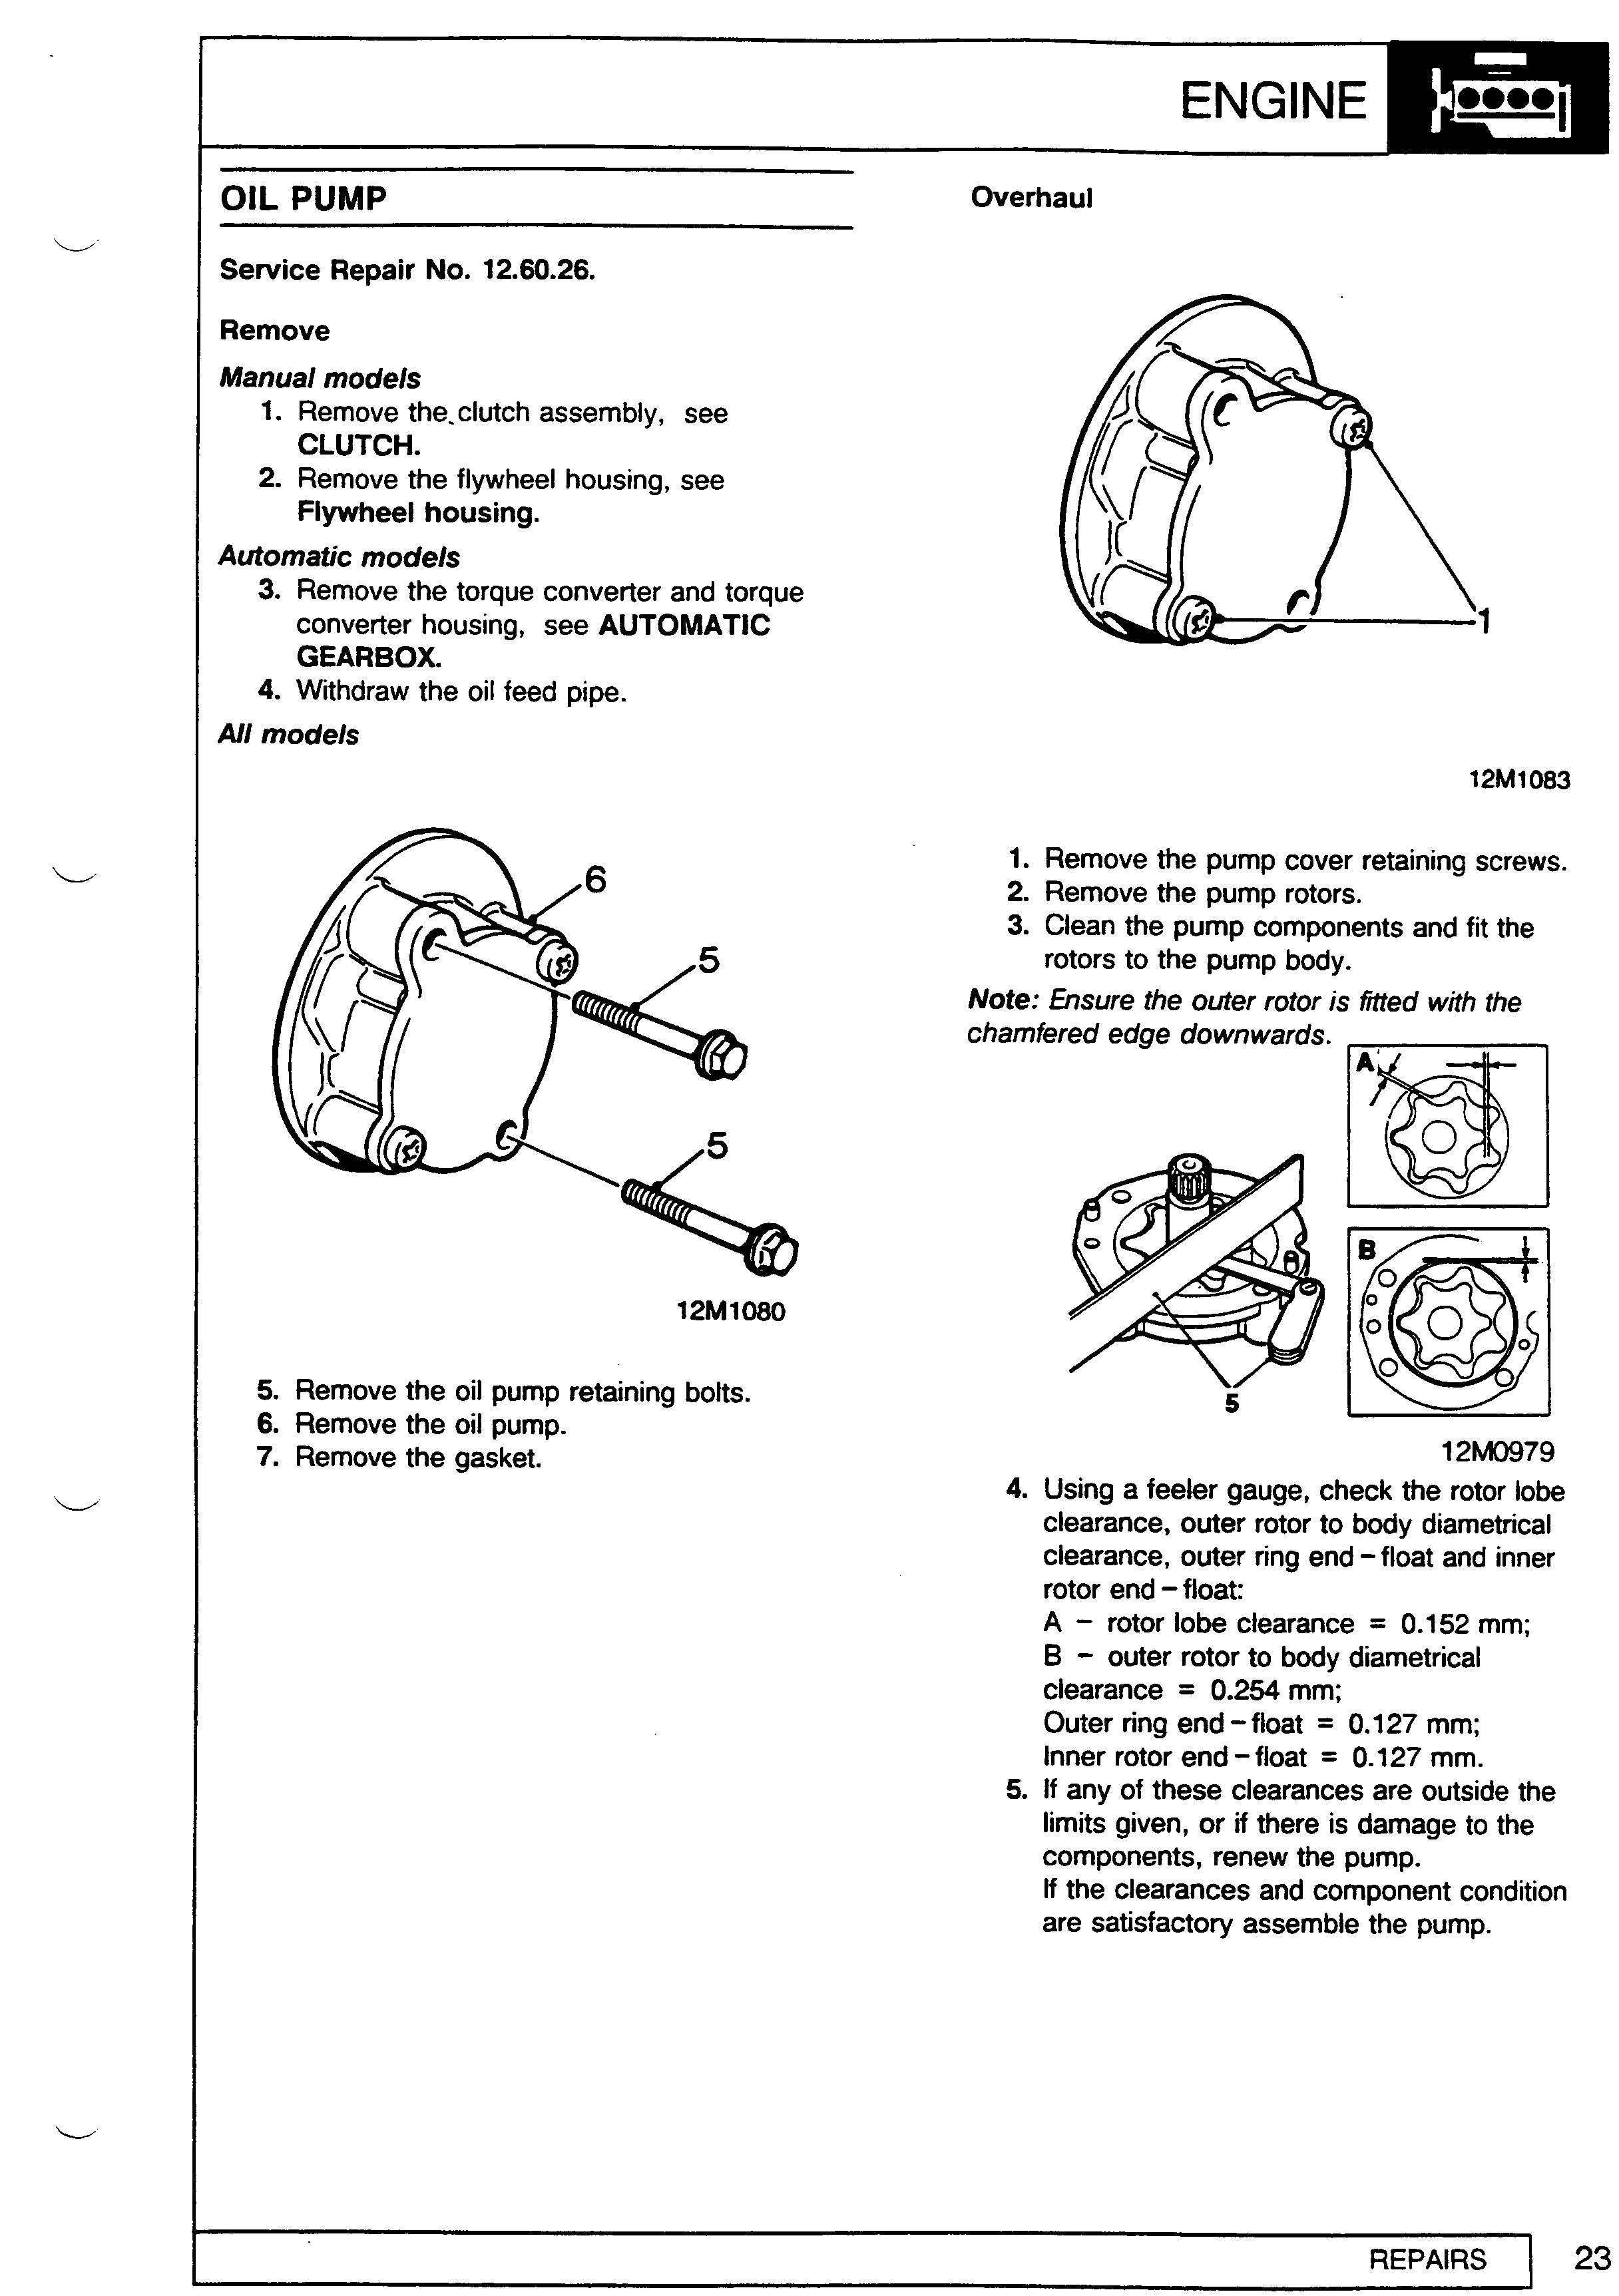 ENGINE
OIL PUMP
Service Repair No. 12.60.26.
Remove
Manual models
1. Remove the clutch assembly, see
CLUTCH.
2. Remove the flywheel housing, see
Flywheel housing.
Automatic models
3. Remove the torque converter and torque
converter housing, see AUTOMATIC
GEARBOX.
4. Withdraw the oil feed pipe.
All models
6
5
5
12M1080
5. Remove the oil pump retaining bolts.
6. Remove the oil pump.
7. Remove the gasket.
Overhaul
1
12M1083
1. Remove the pump cover retaining screws.
2. Remove the pump rotors.
3. Clean the pump components and fit the
rotors to the pump body.
Note: Ensure the outer rotor is fitted with the
chamfered edge downwards.
A
B
5
12M0979
4. Using a feeler gauge, check the rotor lobe
clearance, outer rotor to body diametrical
clearance, outer ring end-float and inner
rotor end-float:
A - rotor lobe clearance = 0.152 mm;
B - outer rotor to body diametrical
clearance = 0.254 mm;
Outer ring end-float = 0.127 mm;
Inner rotor end-float = 0.127 mm.
5. If any of these clearances are outside the
limits given, or if there is damage to the
components, renew the pump.
If the clearances and component condition
are satisfactory assemble the pump.
REPAIRS
23